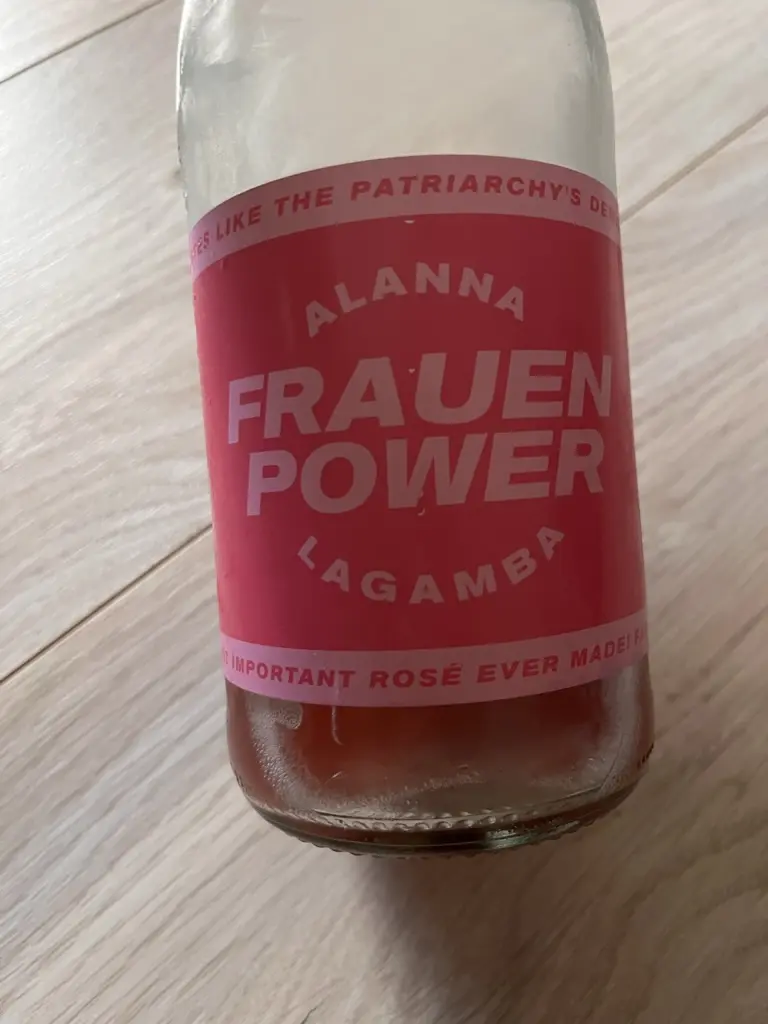 LIKE THE PATRIARCHY'S
ALANNA
FRAUEN
POWER
LAGAMBA
IMPORTANT ROSÉ EVER MADE!